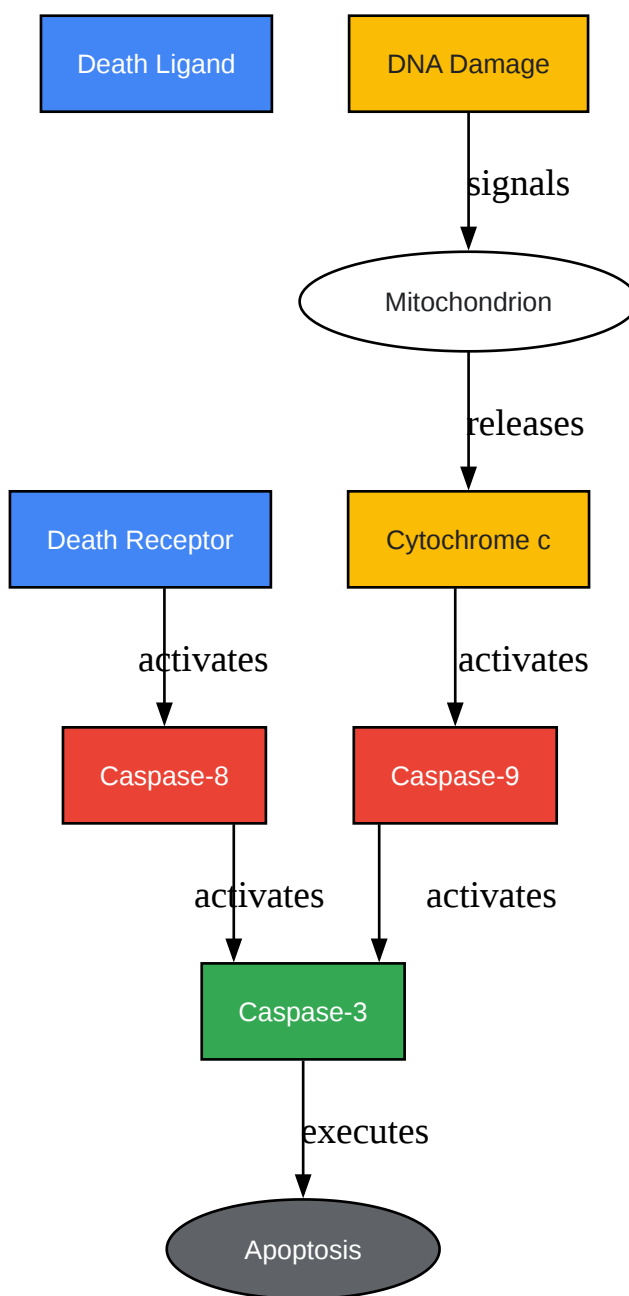 Death Ligand
DNA Damage
signals
Mitochondrion
releases
Death Receptor
Cytochrome c
activates
activates
Caspase-8
Caspase-9
activates
activates
Caspase-3
executes
Apoptosis